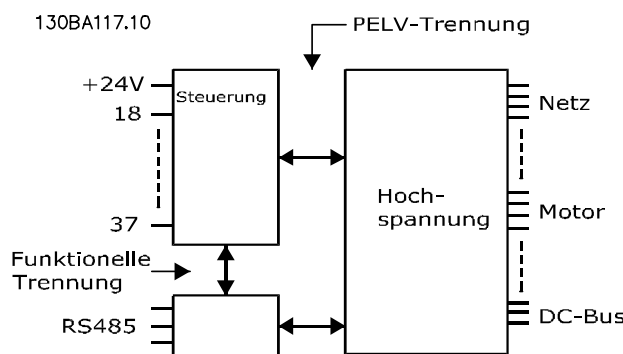 130BA117.10
PELV-Trennung
+24V
Steuerung
18
Netz
Hoch-
spannung
37
Motor
Funktionelle
Trennung
RS485
DC-Bus